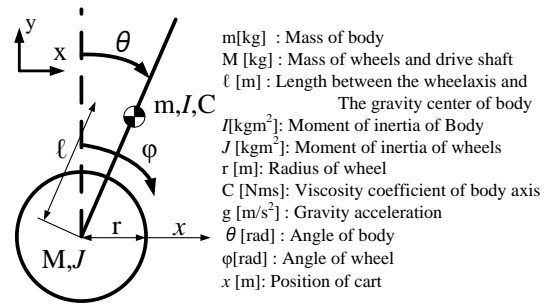 y
x
θ
m,I,C
ℓ
φ
r
x
M,J
m[kg] : Mass of body
M [kg] : Mass of wheels and drive shaft
ℓ [m] : Length between the wheelaxis and
The gravity center of body
I[kgm²]: Moment of inertia of Body
J [kgm²]: Moment of inertia of wheels
r [m]: Radius of wheel
C [Nms]: Viscosity coefficient of body axis
g [m/s²] : Gravity acceleration
θ [rad] : Angle of body
φ[rad] : Angle of wheel
x [m]: Position of cart